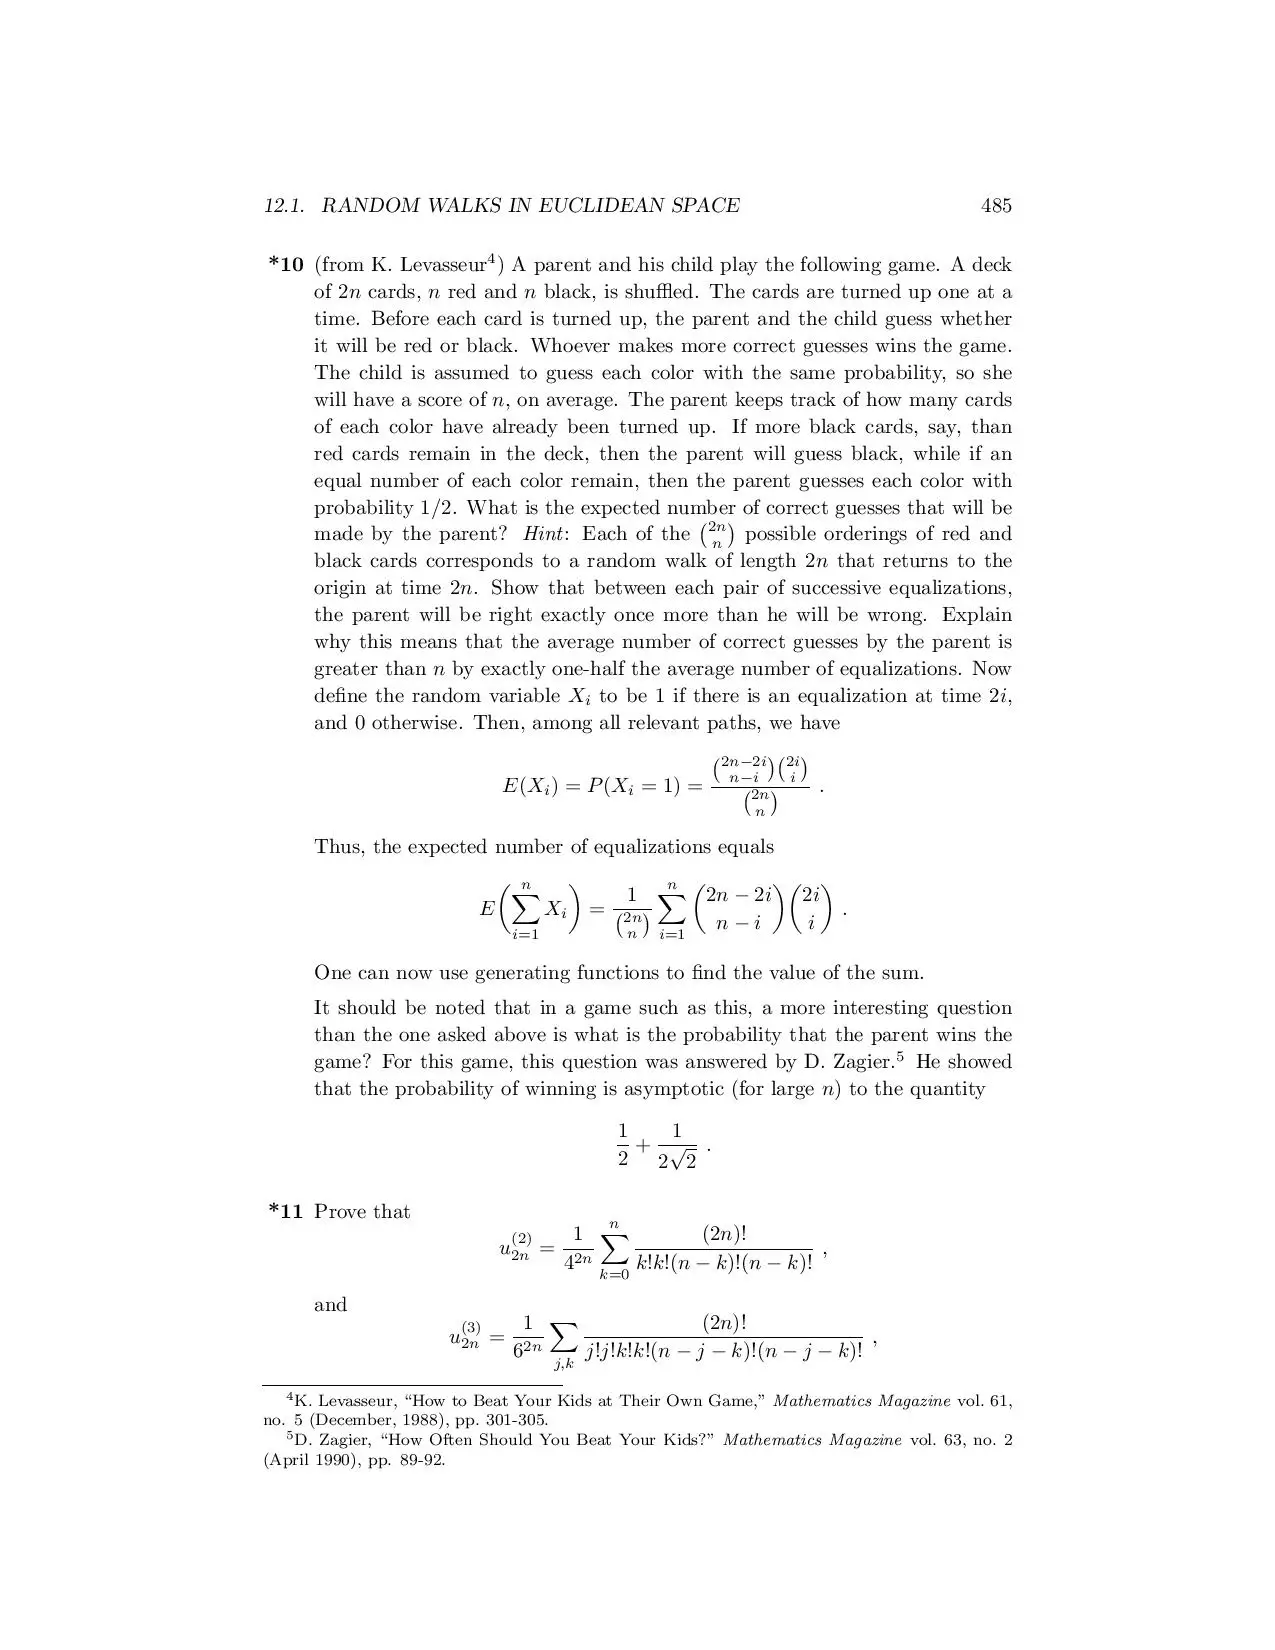 12.1. RANDOM WALKS IN EUCLIDEAN SPACE 485
*10 (from K. Levasseur⁴) A parent and his child play the following game. A deck
of 2n cards, n red and n black, is shuffled. The cards are turned up one at a
time. Before each card is turned up, the parent and the child guess whether
it will be red or black. Whoever makes more correct guesses wins the game.
The child is assumed to guess each color with the same probability, so she
will have a score of n, on average. The parent keeps track of how many cards
of each color have already been turned up. If more black cards, say, than
red cards remain in the deck, then the parent will guess black, while if an
equal number of each color remain, then the parent guesses each color with
probability 1/2. What is the expected number of correct guesses that will be
made by the parent? Hint: Each of the \binom{2n}{n} possible orderings of red and
black cards corresponds to a random walk of length 2n that returns to the
origin at time 2n. Show that between each pair of successive equalizations,
the parent will be right exactly once more than he will be wrong. Explain
why this means that the average number of correct guesses by the parent is
greater than n by exactly one-half the average number of equalizations. Now
define the random variable X_i to be 1 if there is an equalization at time 2i,
and 0 otherwise. Then, among all relevant paths, we have
E(X_i) = P(X_i = 1) = \frac{\binom{2n-2i}{n-i}\binom{2i}{i}}{\binom{2n}{n}} .
Thus, the expected number of equalizations equals
E\left(\sum_{i=1}^{n} X_i\right) = \frac{1}{\binom{2n}{n}} \sum_{i=1}^{n} \binom{2n-2i}{n-i}\binom{2i}{i} .
One can now use generating functions to find the value of the sum.
It should be noted that in a game such as this, a more interesting question
than the one asked above is what is the probability that the parent wins the
game? For this game, this question was answered by D. Zagier.⁵ He showed
that the probability of winning is asymptotic (for large n) to the quantity
\frac{1}{2} + \frac{1}{2\sqrt{2}} .
*11 Prove that
u_{2n}^{(2)} = \frac{1}{4^{2n}} \sum_{k=0}^{n} \frac{(2n)!}{k!k!(n-k)!(n-k)!} ,
and
u_{2n}^{(3)} = \frac{1}{6^{2n}} \sum_{j,k} \frac{(2n)!}{j!j!k!k!(n-j-k)!(n-j-k)!} ,
⁴K. Levasseur, “How to Beat Your Kids at Their Own Game,” Mathematics Magazine vol. 61,
no. 5 (December, 1988), pp. 301-305.
⁵D. Zagier, “How Often Should You Beat Your Kids?” Mathematics Magazine vol. 63, no. 2
(April 1990), pp. 89-92.